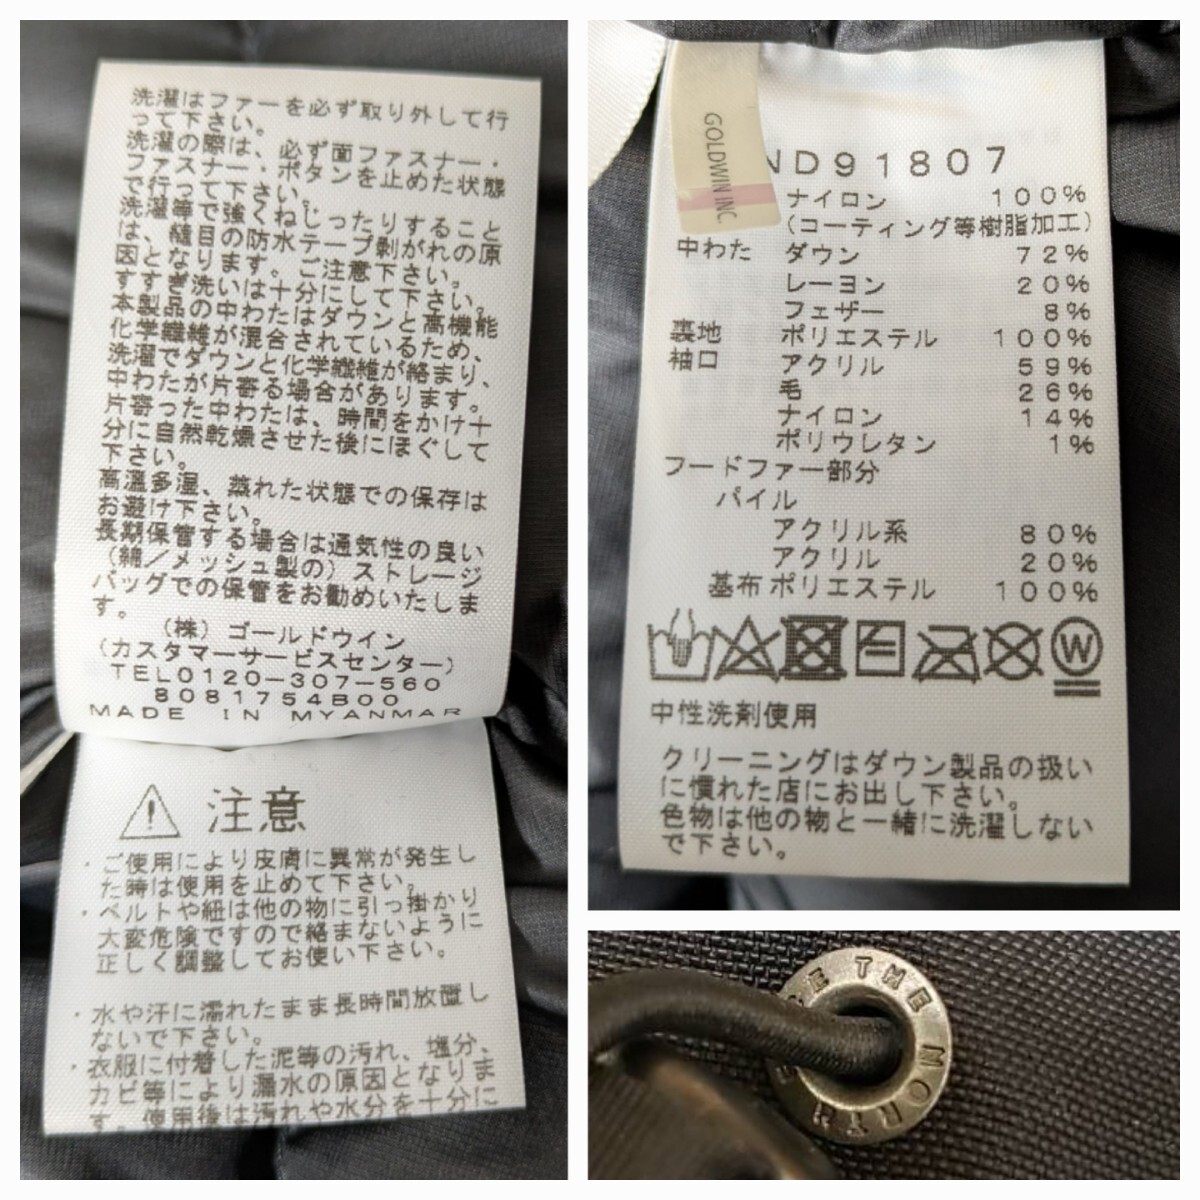 洗濯はファーを必ず取り外して行
って下さい。
洗濯の際は、必ず面ファスナー・
ファスナー・ボタンを止めた状態
で行って下さい。
洗濯等で強くねじったりすること
は、縫目の防水テープ剝がれの原
因となります。ご注意下さい。
すすぎ洗いは十分にして下さい。
本製品の中わたはダウンと高機能
化学繊維が混合されているため、
洗濯でダウンと化学繊維が絡まり、
中わたが片寄る場合があります。
片寄った中わたは、時間をかけ十
分に自然乾燥させた後にほぐして
下さい。
高温多湿、蒸れた状態での保存は
お避け下さい。
長期保管する場合は通気性の良い
(綿/メッシュ製の)ストレージ
バッグでの保管をお勧めいたしま
す。
(株)ゴールドウイン
(カスタマーサービスセンター)
TEL0120-307-560
8081754B00
MADE IN MYANMAR
注意
・ご使用により皮膚に異常が発生し
た時は使用を止めて下さい。
・ベルトや紐は他の物に引っ掛かり
大変危険ですので絡まないように
正しく調整してお使い下さい。
・水や汗に濡れたまま長時間放置し
ないで下さい。
・衣服に付着した泥等の汚れ、塩分、
カビ等により漏水の原因となりま
す。使用後は汚れや水分を十分に
GOLDWIN INC.
ND91807
ナイロン 100%
(コーティング等樹脂加工)
中わた ダウン 72%
レーヨン 20%
フェザー 8%
裏地 ポリエステル 100%
袖口 アクリル 59%
毛 26%
ナイロン 14%
ポリウレタン 1%
フードファー部分
パイル
アクリル系 80%
アクリル 20%
基布 ポリエステル 100%
W
中性洗剤使用
クリーニングはダウン製品の扱い
に慣れた店にお出し下さい。
色物は他の物と一緒に洗濯しない
で下さい。
THE NORTH